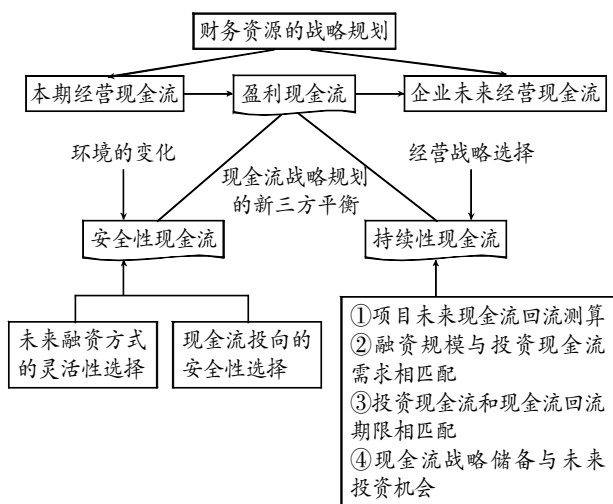 财务资源的战略规划
本期经营现金流
盈利现金流
企业未来经营现金流
环境的变化
经营战略选择
现金流战略规划
的新三方平衡
安全性现金流
持续性现金流
未来融资方式
的灵活性选择
现金流投向的
安全性选择
①项目未来现金流回流测算
②融资规模与投资现金流
需求相匹配
③投资现金流和现金流回流
期限相匹配
④现金流战略储备与未来
投资机会